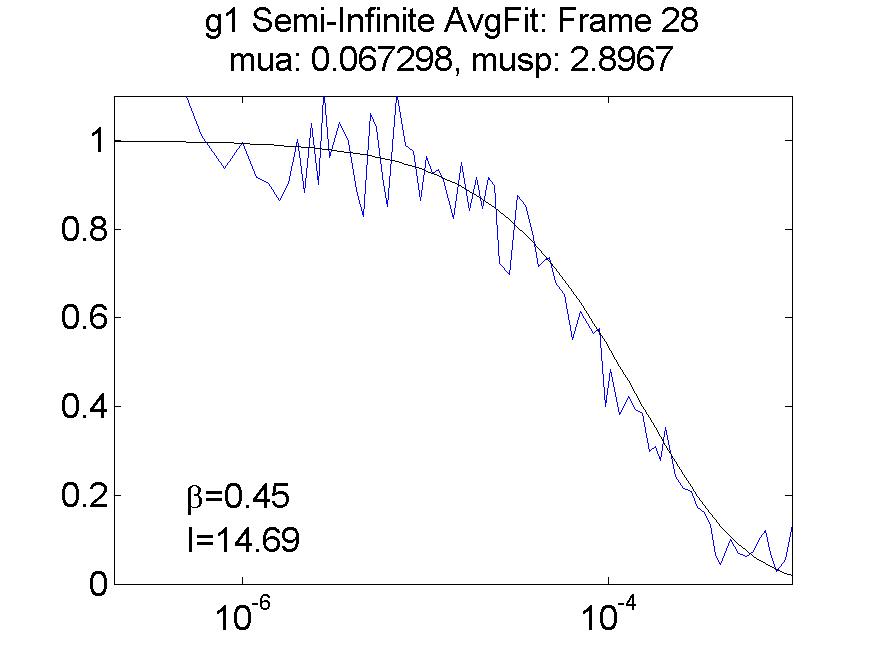 g1 Semi-Infinite AvgFit: Frame 28
mua: 0.067298, musp: 2.8967
1
0.8
0.6
0.4
0.2
0
β=0.45
I=14.69
10^-6
10^-4